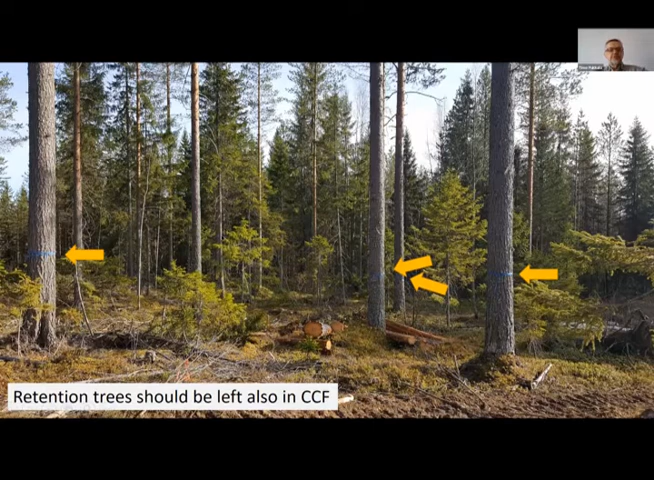 Retention trees should be left also in CCF